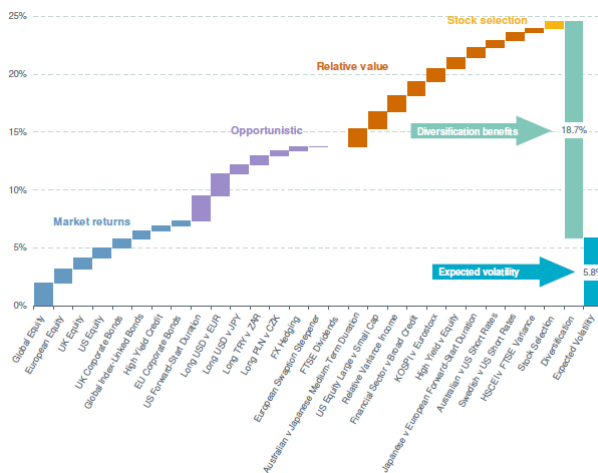 25%
Stock selection
20%
Relative value
15%
Opportunistic
Diversification benefits
18.7%
10%
Market returns
5%
Expected volatility
5.8%
0%
Global Equity
European Equity
UK Equity
US Equity
UK Corporate Bonds
Global Index-Linked Bonds
High Yield Credit
EU Corporate Bonds
US Forward-Start Duration
Long USD v EUR
Long USD v JPY
Long TRY v ZAR
Long PLN v CZK
FX Hedging
European Swaption Steepener
FTSE Dividends
Australian v Japanese Medium-Term Duration
US Equity Large v Small Cap
Relative Variance Income
Financial Sector v Broad Credit
KOSPI v Eurostoxx
High Yield v Equity
Japanese v European Forward-Start Duration
Australian v US Short Rates
Swedish v US Short Rates
HSCEI v FTSE Variance
Stock Selection
Diversification
Expected Volatility